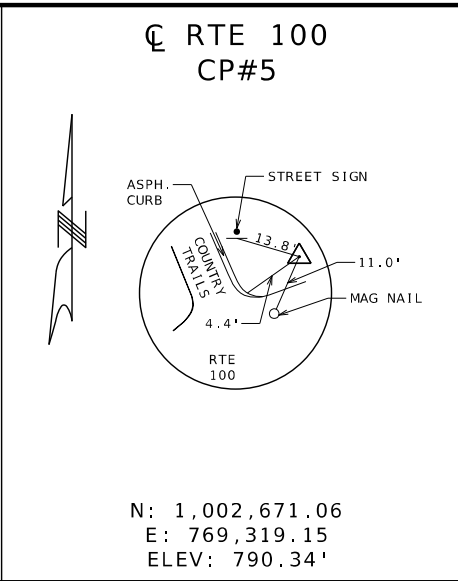 ℄ RTE 100
CP#5
N
ASPH.
CURB
STREET SIGN
COUNTRY
TRAILS
13.8'
11.0'
MAG NAIL
4.4'
RTE
100
N: 1,002,671.06
E: 769,319.15
ELEV: 790.34'